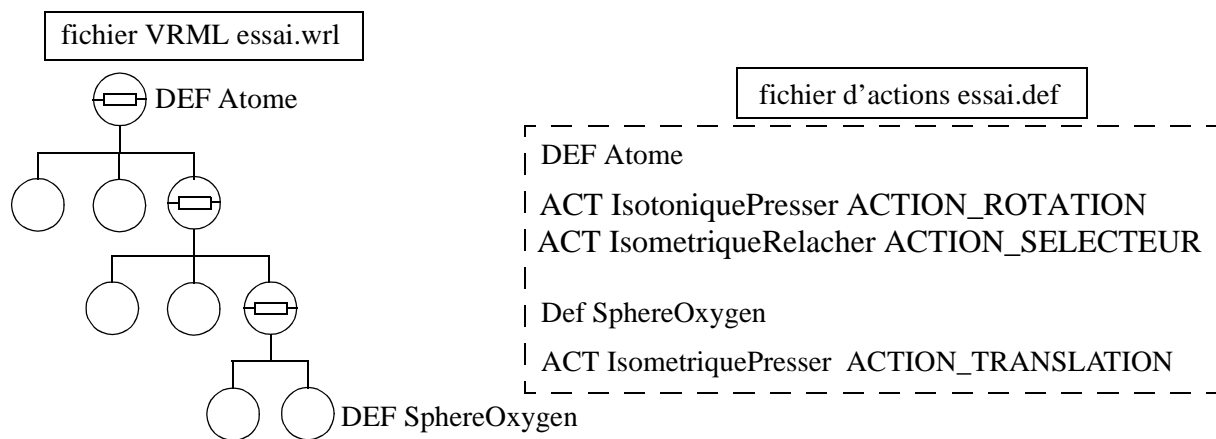 fichier VRML essai.wrl
DEF Atome
fichier d’actions essai.def
DEF Atome
ACT IsotoniquePresser ACTION_ROTATION
ACT IsometriqueRelacher ACTION_SELECTEUR
Def SphereOxygen
ACT IsometriquePresser ACTION_TRANSLATION
DEF SphereOxygen